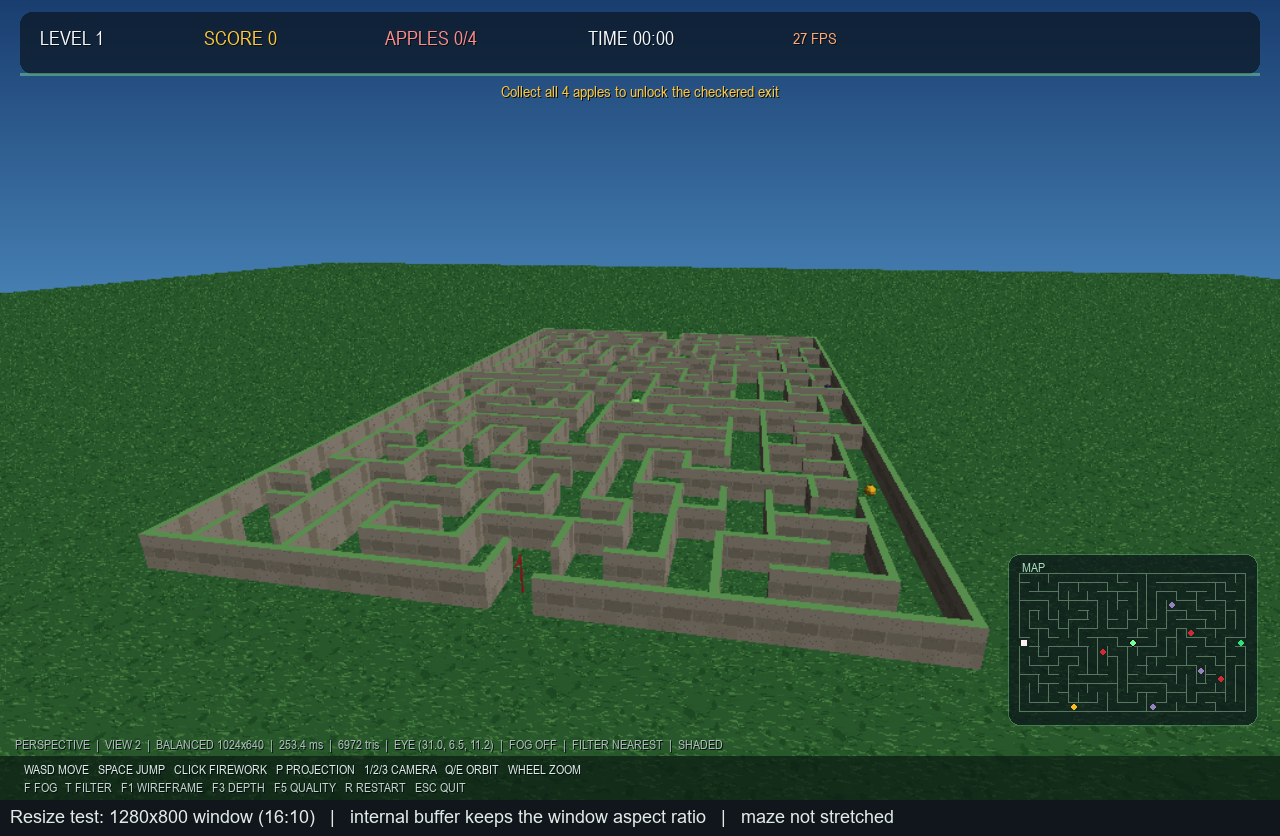 LEVEL 1 SCORE 0 APPLES 0/4 TIME 00:00 27 FPS
Collect all 4 apples to unlock the checkered exit
MAP
PERSPECTIVE | VIEW 2 | BALANCED 1024x640 | 253.4 ms | 6972 tris | EYE (31.0, 6.5, 11.2) | FOG OFF | FILTER NEAREST | SHADED
WASD MOVE SPACE JUMP CLICK FIREWORK P PROJECTION 1/2/3 CAMERA Q/E ORBIT WHEEL ZOOM
F FOG T FILTER F1 WIREFRAME F3 DEPTH F5 QUALITY R RESTART ESC QUIT
Resize test: 1280x800 window (16:10) | internal buffer keeps the window aspect ratio | maze not stretched